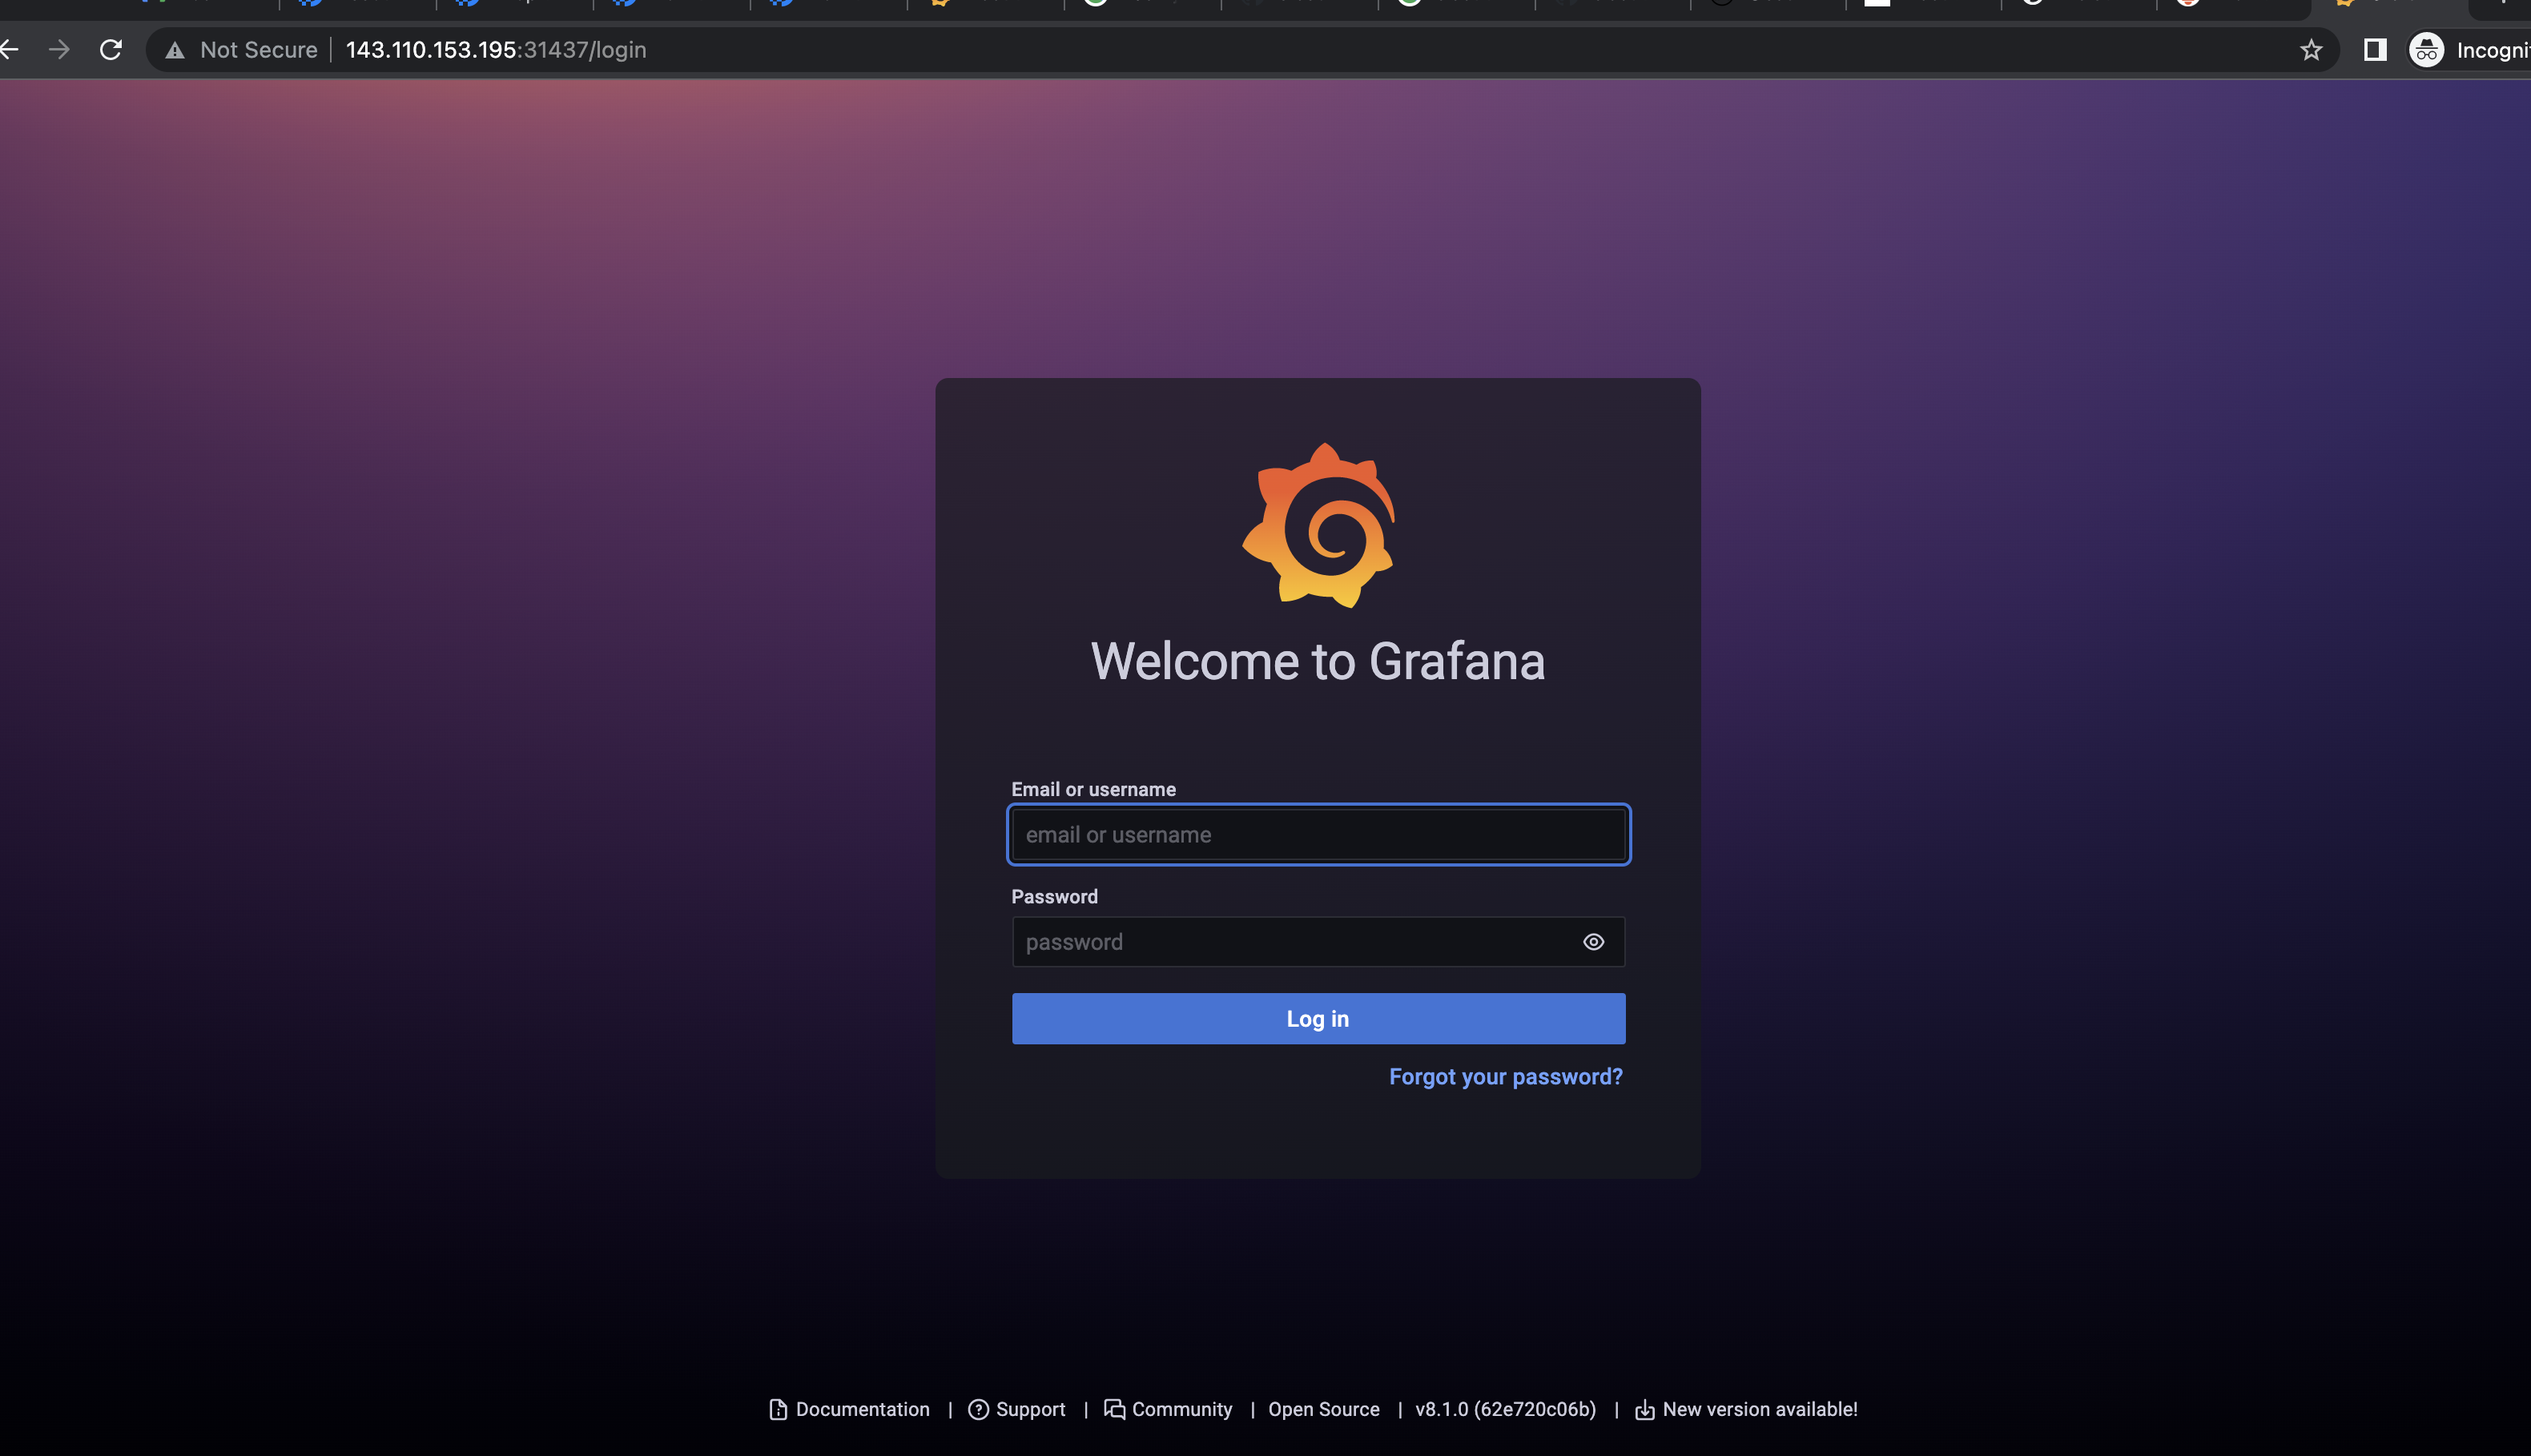 Not Secure 143.110.153.195:31437/login
Welcome to Grafana
Email or username
email or username
Password
password
Log in
Forgot your password?
Documentation | Support | Community | Open Source | v8.1.0 (62e720c06b) | New version available!